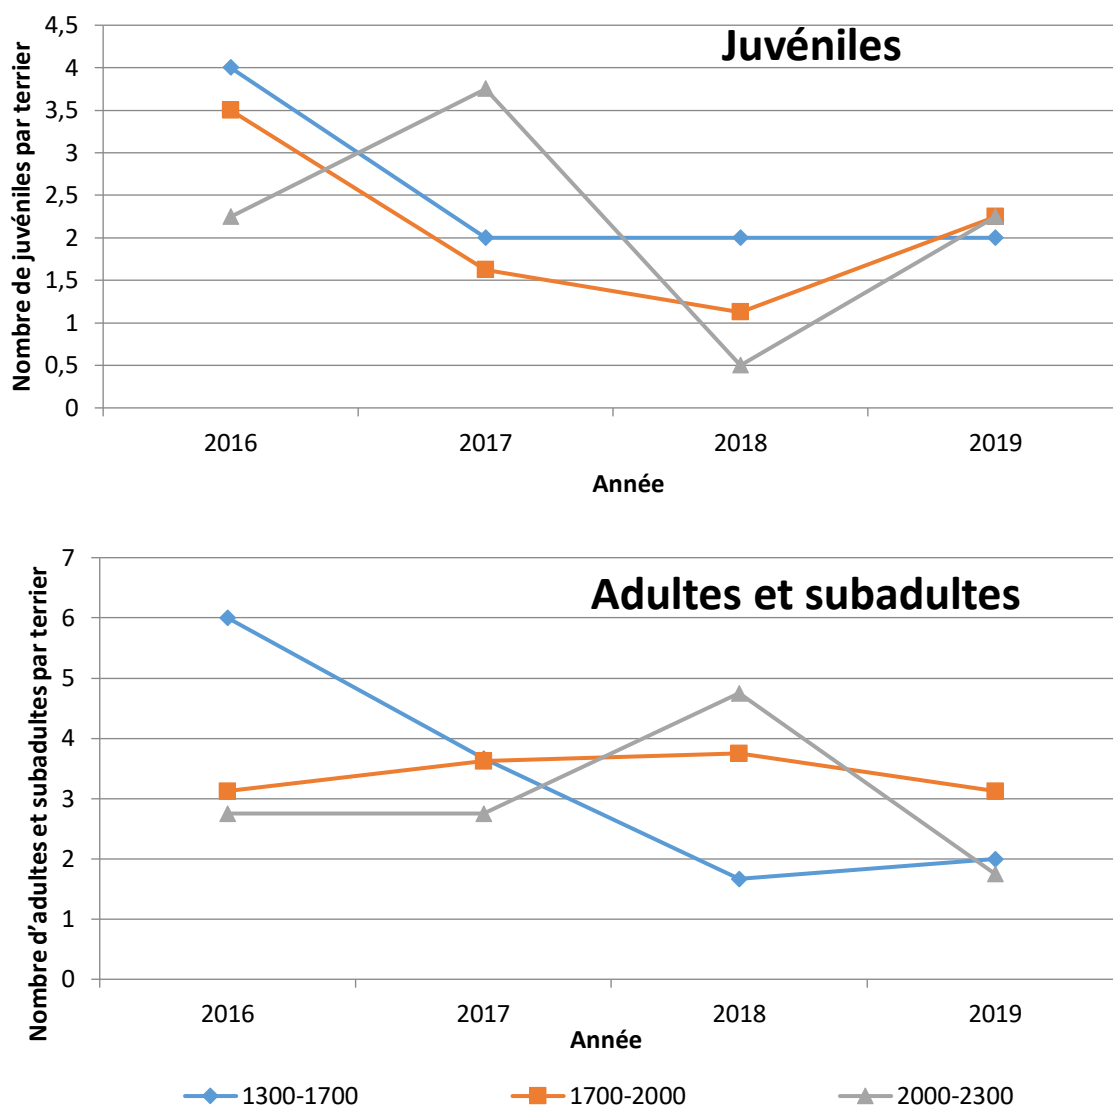 Juvéniles
Nombre de juvéniles par terrier
4,5
4
3,5
3
2,5
2
1,5
1
0,5
0
2016 2017 2018 2019
Année
Adultes et subadultes
Nombre d’adultes et subadultes par terrier
7
6
5
4
3
2
1
0
2016 2017 2018 2019
Année
1300-1700 1700-2000 2000-2300